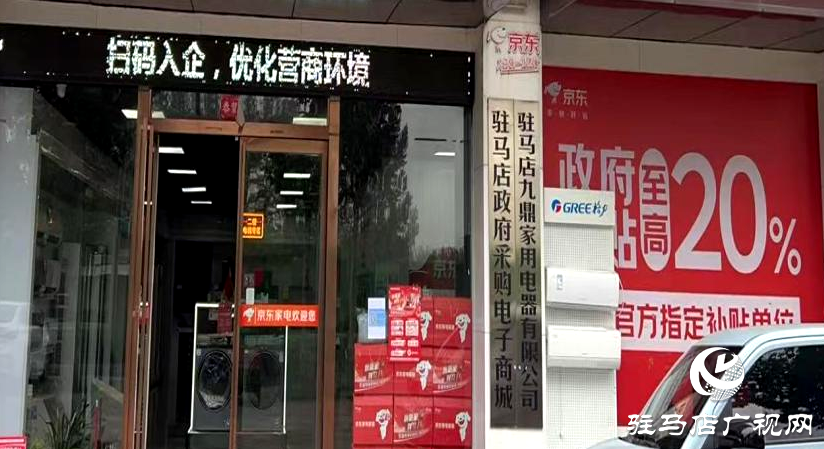 扫码入企，优化营商环境
京东
驻马店政府采购电子商城
驻马店九鼎家用电器有限公司
京东
政府
至高
20%
贴
官方指定补贴单位
GREE格力
京东家电欢迎您
京东
驻马店广视网